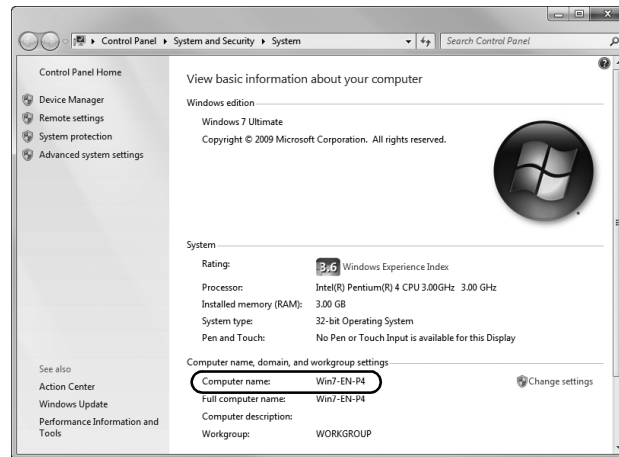 Control Panel ▸ System and Security ▸ System
Search Control Panel
Control Panel Home
Device Manager
Remote settings
System protection
Advanced system settings
See also
Action Center
Windows Update
Performance Information and
Tools
View basic information about your computer
Windows edition
Windows 7 Ultimate
Copyright © 2009 Microsoft Corporation. All rights reserved.
System
Rating: 3,6 Windows Experience Index
Processor: Intel(R) Pentium(R) 4 CPU 3.00GHz 3.00 GHz
Installed memory (RAM): 3.00 GB
System type: 32-bit Operating System
Pen and Touch: No Pen or Touch Input is available for this Display
Computer name, domain, and workgroup settings
Computer name: Win7-EN-P4 Change settings
Full computer name: Win7-EN-P4
Computer description:
Workgroup: WORKGROUP